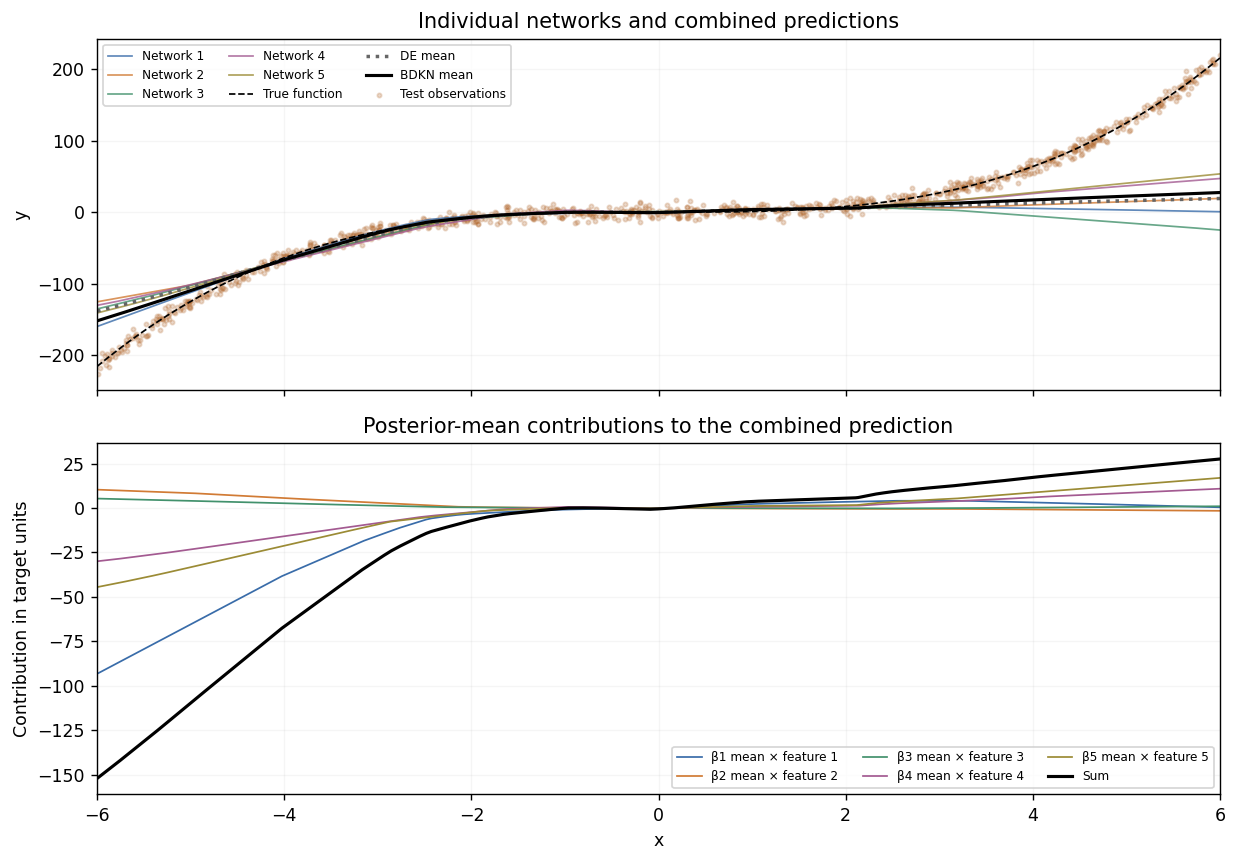 Individual networks and combined predictions
Network 1
Network 2
Network 3
Network 4
Network 5
True function
DE mean
BDKN mean
Test observations
200
100
0
−100
−200
y
Posterior-mean contributions to the combined prediction
25
0
−25
−50
−75
−100
−125
−150
Contribution in target units
β1 mean × feature 1
β2 mean × feature 2
β3 mean × feature 3
β4 mean × feature 4
β5 mean × feature 5
Sum
−6
−4
−2
0
2
4
6
x